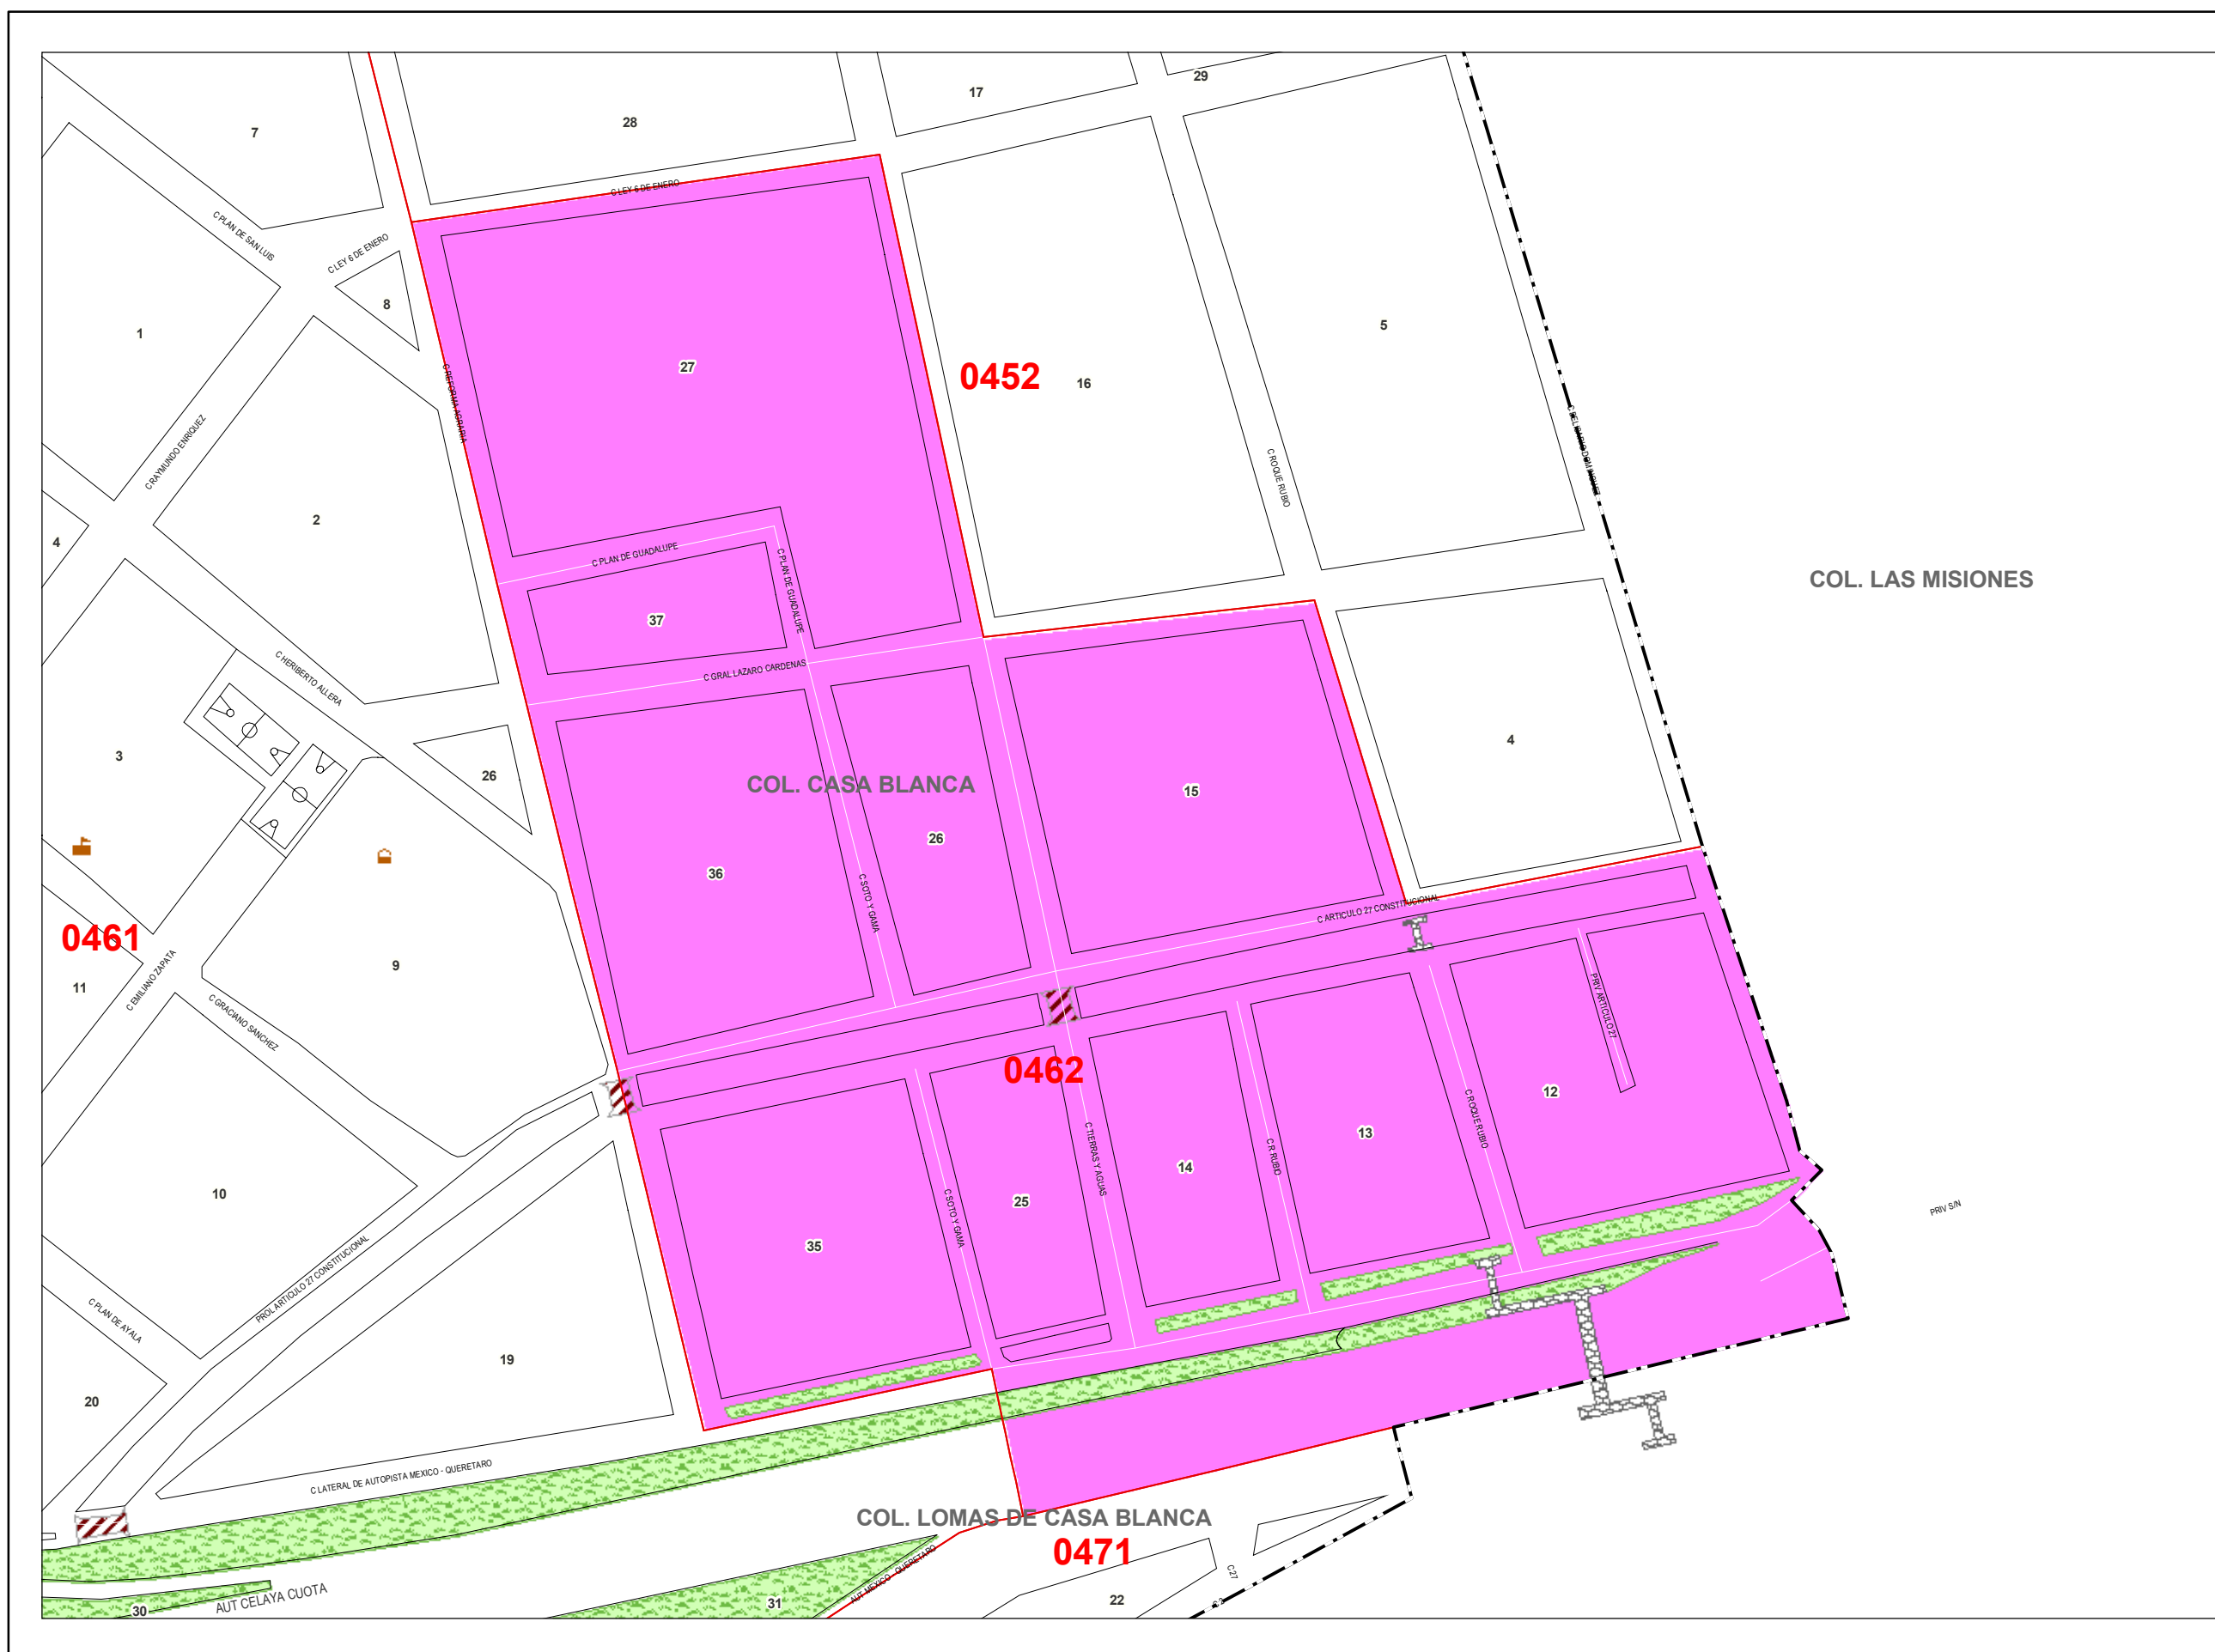 29
17
28
7
C LEY 6 DE ENERO
C PLAN DE SAN LUIS
C LEY 6 DE ENERO
8
1
5
27
0452
16
C REFORMA AGRARIA
C RAYMUNDO ENRIQUEZ
C BELISARIO DOMINGUEZ
C ROQUE RUBIO
2
4
C PLAN DE GUADALUPE
C PLAN DE GUADALUPE
COL. LAS MISIONES
37
C GRAL LAZARO CARDENAS
C HERIBERTO ALLERA
4
3
26
COL. CASA BLANCA
15
26
36
C SOTO Y GAMA
C ARTICULO 27 CONSTITUCIONAL
0461
9
11
C EMILIANO ZAPATA
C GRACIANO SANCHEZ
PRIV ARTICULO 27
0462
12
C ROQUE RUBIO
13
C TIERRAS Y AGUAS
C R RUBIO
14
10
25
C SOTO Y GAMA
PRIV S/N
35
PROL ARTICULO 27 CONSTITUCIONAL
C PLAN DE AYALA
19
20
C LATERAL DE AUTOPISTA MEXICO - QUERETARO
COL. LOMAS DE CASA BLANCA
0471
AUT MEXICO - QUERETARO
C 27
22
31
30
AUT CELAYA CUOTA